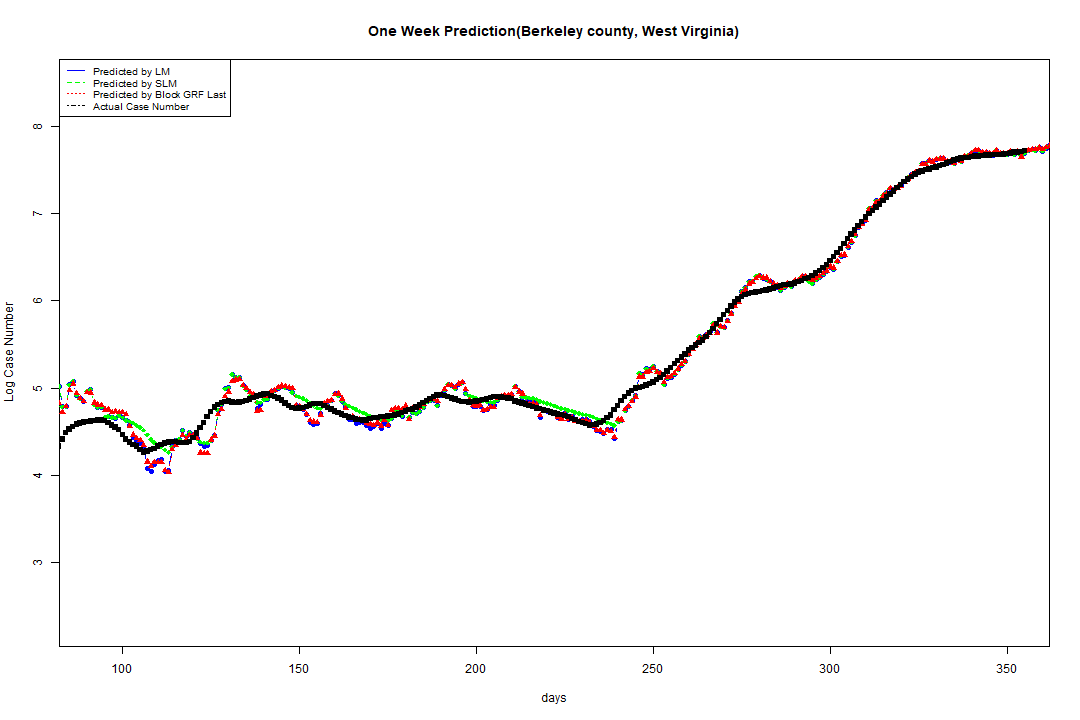 One Week Prediction(Berkeley county, West Virginia)
Predicted by LM
Predicted by SLM
Predicted by Block GRF Last
Actual Case Number
8
7
6
5
4
3
Log Case Number
100 150 200 250 300 350
days